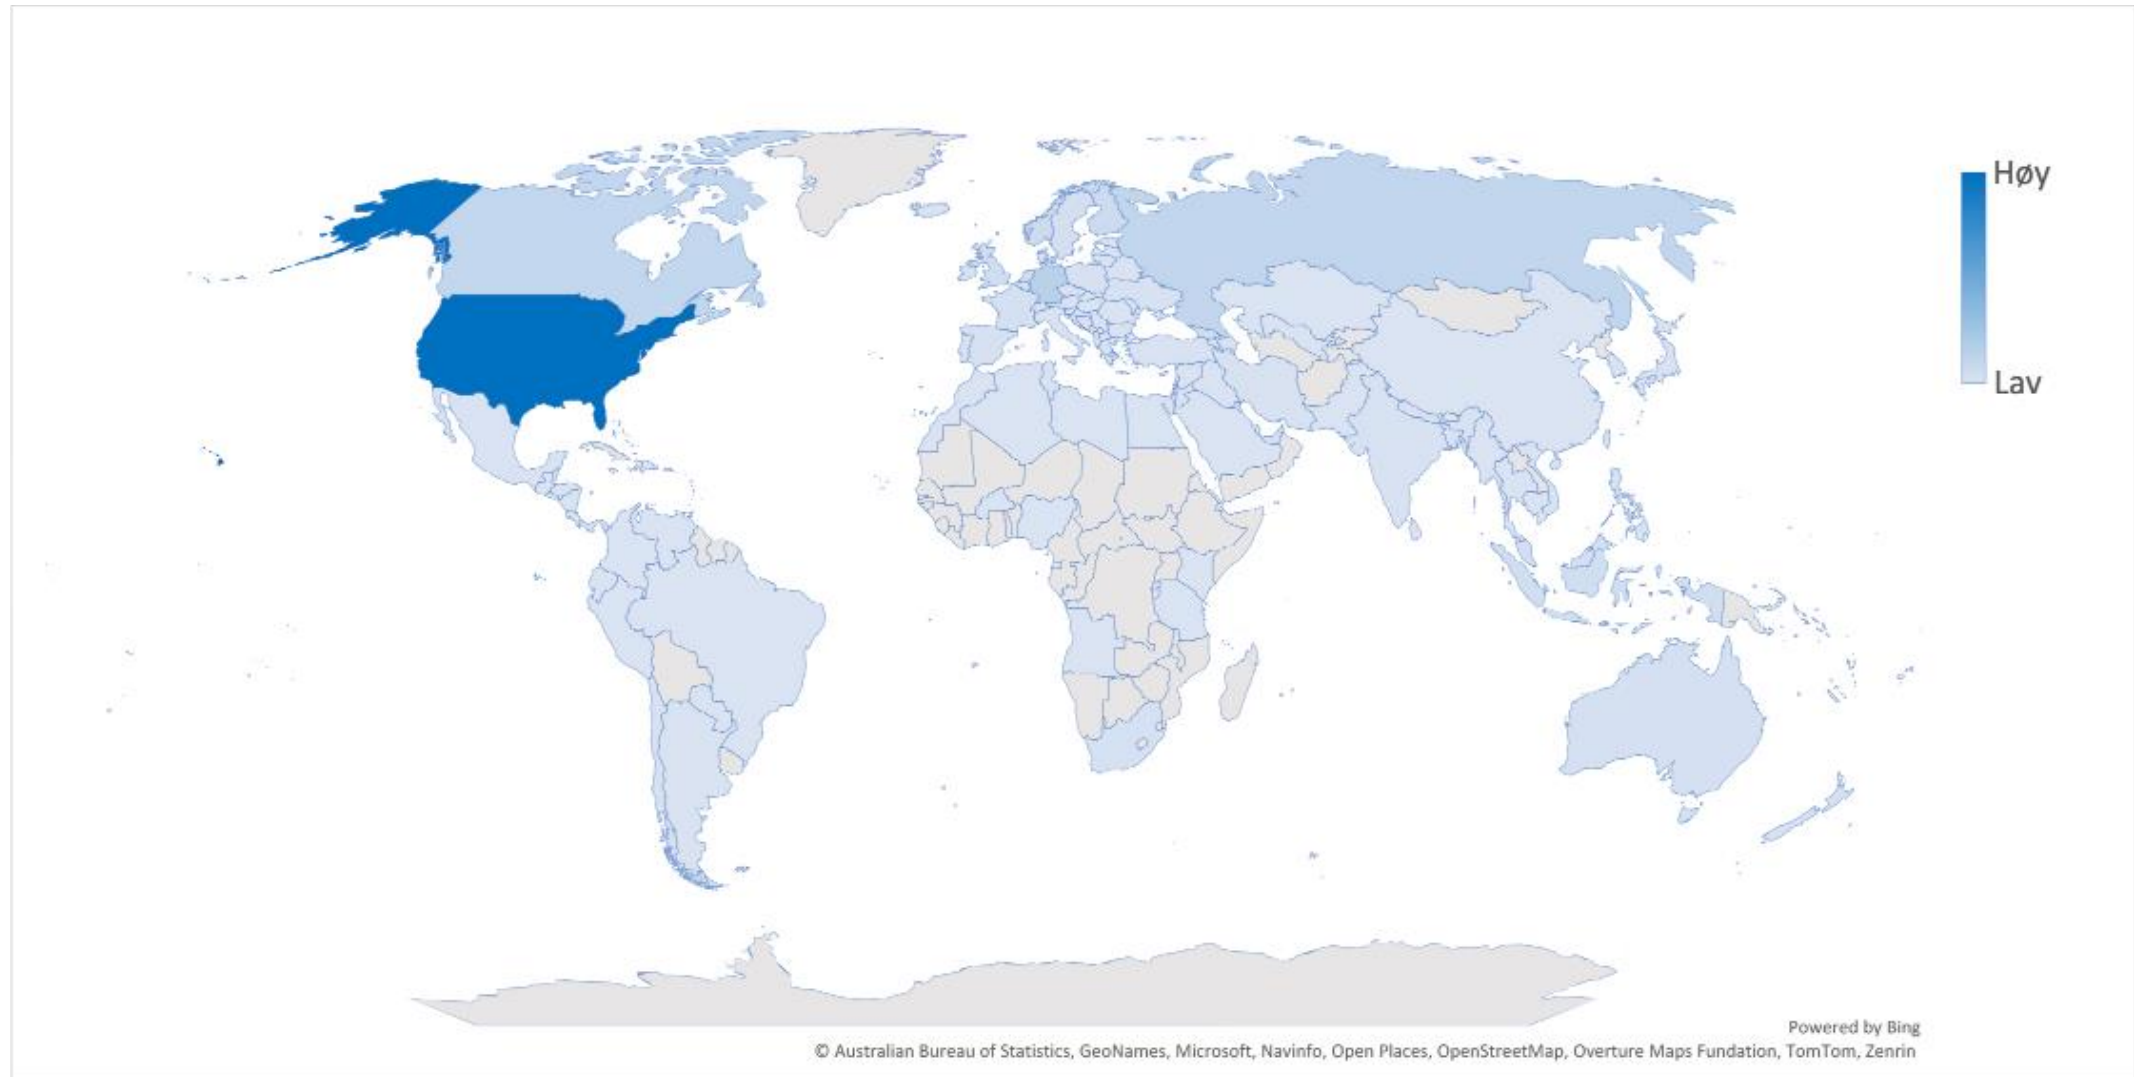 Høy
Lav
Powered by Bing
© Australian Bureau of Statistics, GeoNames, Microsoft, Navinfo, Open Places, OpenStreetMap, Overture Maps Fundation, TomTom, Zenrin